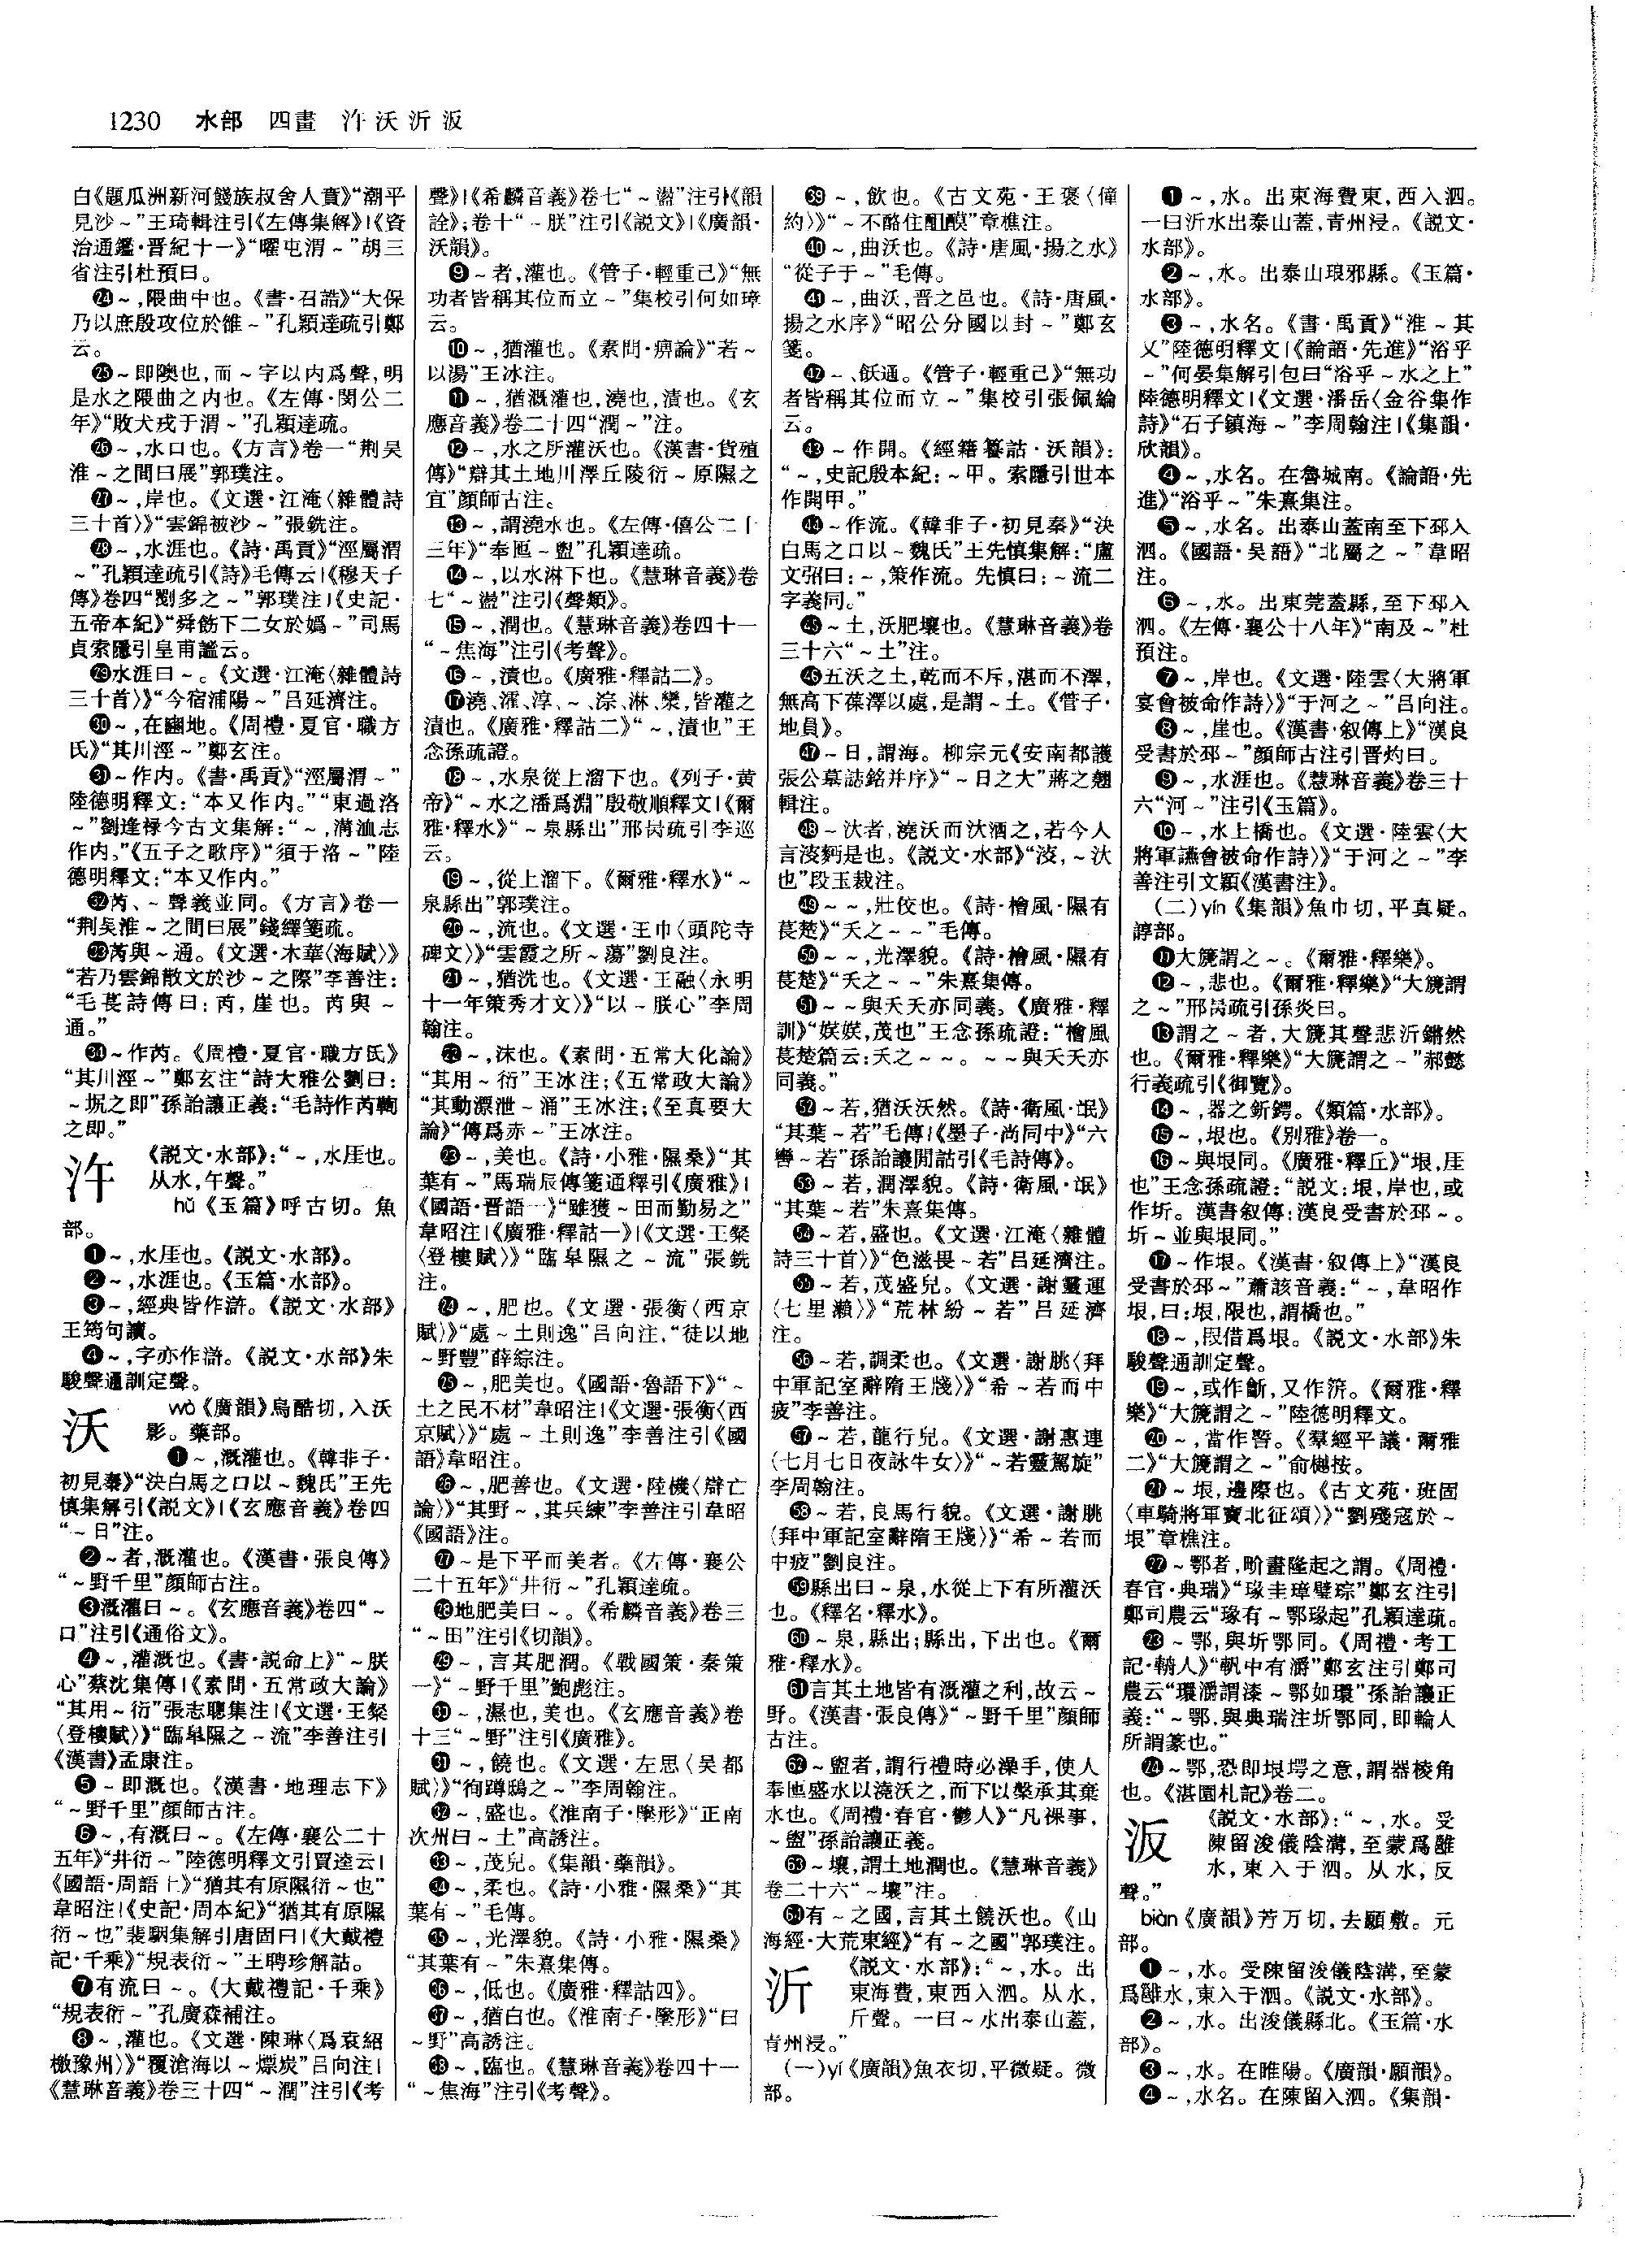 1230 水部 四畫 汻沃沂汳
白《題瓜洲新河餞族叔舍人賁》“潮平
見沙～”王琦輯注引《左傳集解》|《資
治通鑑·晋紀十一》“曜屯渭～”胡三
省注引杜預曰。
㉔～,隈曲中也。《書·召誥》“大保
乃以庶殷攻位於雒～”孔穎達疏引鄭
云。
㉕～即隩也,而～字以内爲聲,明
是水之隈曲之内也。《左傳·閔公二
年》“敗犬戎于渭～”孔穎達疏。
㉖～,水口也。《方言》卷一“荆吴
淮～之間曰展”郭璞注。
㉗～,岸也。《文選·江淹〈雜體詩
三十首〉》“雲錦被沙～”張銑注。
㉘～,水涯也。《詩·禹貢》“涇屬渭
～”孔穎達疏引《詩》毛傳云|《穆天子
傳》卷四“㓼多之～”郭璞注|《史記·
五帝本紀》“舜飭下二女於嬀～”司馬
貞索隱引皇甫謐云。
㉙水涯曰～。《文選·江淹〈雜體詩
三十首〉》“今宿浦陽～”吕延濟注。
㉚～,在豳地。《周禮·夏官·職方
氏》“其川涇～”鄭玄注。
㉛～作内。《書·禹貢》“涇屬渭～”
陸德明釋文:“本又作内。”“東過洛
～”劉逢禄今古文集解:“～,溝洫志
作内。”《五子之歌序》“須于洛～”陸
德明釋文:“本又作内。”
㉜芮、～聲義並同。《方言》卷一
“荆吴淮～之間曰展”錢繹箋疏。
㉝芮與～通。《文選·木華〈海賦〉》
“若乃雲錦散文於沙～之際”李善注:
“毛萇詩傳曰:芮,崖也。芮與～
通。”
㉞～作芮。《周禮·夏官·職方氏》
“其川涇～”鄭玄注“詩大雅公劉曰:
～坭之即”孫詒讓正義:“毛詩作芮鞫
之即。”
汻 《説文·水部》:“～,水厓也。
从水,午聲。”
hǔ《玉篇》呼古切。魚
部。
❶～,水厓也。《説文·水部》。
❷～,水涯也。《玉篇·水部》。
❸～,經典皆作滸。《説文·水部》
王筠句讀。
❹～,字亦作滸。《説文·水部》朱
駿聲通訓定聲。
沃 wò《廣韻》烏酷切,入沃
影。藥部。
❶～,溉灌也。《韓非子·
初見秦》“決白馬之口以～魏氏”王先
慎集解引《説文》|《玄應音義》卷四
“～日”注。
❷～者,溉灌也。《漢書·張良傳》
“～野千里”顔師古注。
❸溉灌曰～。《玄應音義》卷四“～
口”注引《通俗文》。
❹～,灌溉也。《書·説命上》“～朕
心”蔡沈集傳|《素問·五常政大論》
“其用～衍”張志聰集注|《文選·王粲
〈登樓賦〉》“臨皋隰之～流”李善注引
《漢書》孟康注。
❺～即溉也。《漢書·地理志下》
“～野千里”顔師古注。
❻～,有溉曰～。《左傳·襄公二十
五年》“井衍～”陸德明釋文引賈逵云|
《國語·周語上》“猶其有原隰衍～也”
韋昭注|《史記·周本紀》“猶其有原隰
衍～也”裴駰集解引唐固曰|《大戴禮
記·千乘》“規表衍～”王聘珍解詁。
❼有流曰～。《大戴禮記·千乘》
“規表衍～”孔廣森補注。
❽～,灌也。《文選·陳琳〈爲袁紹
檄豫州〉》“覆滄海以～熛炭”吕向注|
《慧琳音義》卷三十四“～潤”注引《考
聲》|《希麟音義》卷七“～盪”注引《韻
詮》;卷十“～朕”注引《説文》|《廣韻·
沃韻》。
❾～者,灌也。《管子·輕重己》“無
功者皆稱其位而立～”集校引何如璋
云。
❿～,猶灌也。《素問·痹論》“若～
以湯”王冰注。
⓫～,猶溉灌也,澆也,漬也。《玄
應音義》卷二十四“潤～”注。
⓬～,水之所灌沃也。《漢書·貨殖
傳》“辯其土地川澤丘陵衍～原隰之
宜”顔師古注。
⓭～,謂澆水也。《左傳·僖公二十
三年》“奉匜～盥”孔穎達疏。
⓮～,以水淋下也。《慧琳音義》卷
七“～盪”注引《聲類》。
⓯～,潤也。《慧琳音義》卷四十一
“～焦海”注引《考聲》。
⓰～,漬也。《廣雅·釋詁二》。
⓱澆、灌、淳、～、淙、淋、灓,皆灌之
漬也。《廣雅·釋詁二》“～,漬也”王
念孫疏證。
⓲～,水泉從上溜下也。《列子·黄
帝》“～水之潘爲淵”殷敬順釋文|《爾
雅·釋水》“～泉縣出”邢昺疏引李巡
云。
⓳～,從上溜下。《爾雅·釋水》“～
泉縣出”郭璞注。
⓴～,流也。《文選·王巾〈頭陀寺
碑文〉》“雲霞之所～蕩”劉良注。
㉑～,猶洗也。《文選·王融〈永明
十一年策秀才文〉》“以～朕心”李周
翰注。
㉒～,沫也。《素問·五常大化論》
“其用～衍”王冰注;《五常政大論》
“其動漂泄～涌”王冰注;《至真要大
論》“傳爲赤～”王冰注。
㉓～,美也。《詩·小雅·隰桑》“其
葉有～”馬瑞辰傳箋通釋引《廣雅》|
《國語·晋語一》“雖獲～田而勤易之”
韋昭注|《廣雅·釋詁一》|《文選·王粲
〈登樓賦〉》“臨皋隰之～流”張銑
注。
㉔～,肥也。《文選·張衡〈西京
賦〉》“處～土則逸”吕向注,“徒以地
～野豐”薛綜注。
㉕～,肥美也。《國語·魯語下》“～
土之民不材”韋昭注|《文選·張衡〈西
京賦〉》“處～土則逸”李善注引《國
語》韋昭注。
㉖～,肥善也。《文選·陸機〈辯亡
論〉》“其野～,其兵練”李善注引韋昭
《國語》注。
㉗～是下平而美者。《左傳·襄公
二十五年》“井衍～”孔穎達疏。
㉘地肥美曰～。《希麟音義》卷三
“～田”注引《切韻》。
㉙～,言其肥潤。《戰國策·秦策
一》“～野千里”鮑彪注。
㉚～,濕也,美也。《玄應音義》卷
十三“～野”注引《廣雅》。
㉛～,饒也。《文選·左思〈吴都
賦〉》“徇蹲鴟之～”李周翰注。
㉜～,盛也。《淮南子·墬形》“正南
次州曰～土”高誘注。
㉝～,茂皃。《集韻·藥韻》。
㉞～,柔也。《詩·小雅·隰桑》“其
葉有～”毛傳。
㉟～,光澤貌。《詩·小雅·隰桑》
“其葉有～”朱熹集傳。
㊱～,低也。《廣雅·釋詁四》。
㊲～,猶白也。《淮南子·墬形》“曰
～野”高誘注。
㊳～,臨也。《慧琳音義》卷四十一
“～焦海”注引《考聲》。
㊴～,飲也。《古文苑·王褒〈僮
約〉》“～不酪住䣯醭”章樵注。
㊵～,曲沃也。《詩·唐風·揚之水》
“從子于～”毛傳。
㊶～,曲沃,晋之邑也。《詩·唐風·
揚之水序》“昭公分國以封～”鄭玄
箋。
㊷～、飫通。《管子·輕重己》“無功
者皆稱其位而立～”集校引張佩綸
云。
㊸～作開。《經籍籑詁·沃韻》:
“～,史記殷本紀:～甲。索隱引世本
作開甲。”
㊹～作流。《韓非子·初見秦》“決
白馬之口以～魏氏”王先慎集解:“盧
文弨曰:～,策作流。先慎曰:～流二
字義同。”
㊺～土,沃肥壤也。《慧琳音義》卷
三十六“～土”注。
㊻五沃之土,乾而不斥,湛而不澤,
無高下葆澤以處,是謂～土。《管子·
地員》。
㊼～日,謂海。柳宗元《安南都護
張公墓誌銘并序》“～日之大”蔣之翹
輯注。
㊽～汏者,澆沃而汏洒之,若今人
言滰䴬是也。《説文·水部》“滰,～汏
也”段玉裁注。
㊾～～,壯佼也。《詩·檜風·隰有
萇楚》“夭之～～”毛傳。
㊿～～,光澤貌。《詩·檜風·隰有
萇楚》“夭之～～”朱熹集傳。
51～～與夭夭亦同義。《廣雅·釋
訓》“媄媄,茂也”王念孫疏證:“檜風
萇楚篇云:夭之～～。～～與夭夭亦
同義。”
52～若,猶沃沃然。《詩·衛風·氓》
“其葉～若”毛傳|《墨子·尚同中》“六
轡～若”孫詒讓閒詁引《毛詩傳》。
53～若,潤澤貌。《詩·衛風·氓》
“其葉～若”朱熹集傳。
54～若,盛也。《文選·江淹〈雜體
詩三十首〉》“色滋畏～若”吕延濟注。
55～若,茂盛皃。《文選·謝靈運
〈七里瀨〉》“荒林紛～若”吕延濟
注。
56～若,調柔也。《文選·謝朓〈拜
中軍記室辭隋王牋〉》“希～若而中
疲”李善注。
57～若,龍行皃。《文選·謝惠連
〈七月七日夜詠牛女〉》“～若靈駕旋”
李周翰注。
58～若,良馬行貌。《文選·謝朓
〈拜中軍記室辭隋王牋〉》“希～若而
中疲”劉良注。
59縣出曰～泉,水從上下有所灌沃
也。《釋名·釋水》。
60～泉,縣出;縣出,下出也。《爾
雅·釋水》。
61言其土地皆有溉灌之利,故云～
野。《漢書·張良傳》“～野千里”顔師
古注。
62～盥者,謂行禮時必澡手,使人
奉匜盛水以澆沃之,而下以槃承其棄
水也。《周禮·春官·鬱人》“凡祼事,
～盥”孫詒讓正義。
63～壤,謂土地潤也。《慧琳音義》
卷二十六“～壤”注。
64有～之國,言其土饒沃也。《山
海經·大荒東經》“有～之國”郭璞注。
沂 《説文·水部》:“～,水。出
東海費,東西入泗。从水,
斤聲。一曰～水出泰山蓋,
青州浸。”
(一)yí《廣韻》魚衣切,平微疑。微
部。
❶～,水。出東海費東,西入泗。
一曰沂水出泰山蓋,青州浸。《説文·
水部》。
❷～,水。出泰山琅邪縣。《玉篇·
水部》。
❸～,水名。《書·禹貢》“淮～其
乂”陸德明釋文|《論語·先進》“浴乎
～”何晏集解引包曰“浴乎～水之上”
陸德明釋文|《文選·潘岳〈金谷集作
詩〉》“石子鎮海～”李周翰注|《集韻·
欣韻》。
❹～,水名。在魯城南。《論語·先
進》“浴乎～”朱熹集注。
❺～,水名。出泰山蓋南至下邳入
泗。《國語·吴語》“北屬之～”韋昭
注。
❻～,水。出東莞蓋縣,至下邳入
泗。《左傳·襄公十八年》“南及～”杜
預注。
❼～,岸也。《文選·陸雲〈大將軍
宴會被命作詩〉》“于河之～”吕向注。
❽～,崖也。《漢書·叙傳上》“漢良
受書於邳～”顔師古注引晋灼曰。
❾～,水涯也。《慧琳音義》卷三十
六“河～”注引《玉篇》。
❿～,水上橋也。《文選·陸雲〈大
將軍讌會被命作詩〉》“于河之～”李
善注引文穎《漢書注》。
(二)yín《集韻》魚巾切,平真疑。
諄部。
⓫大篪謂之～。《爾雅·釋樂》。
⓬～,悲也。《爾雅·釋樂》“大篪謂
之～”邢昺疏引孫炎曰。
⓭謂之～者,大篪其聲悲沂鏘然
也。《爾雅·釋樂》“大篪謂之～”郝懿
行義疏引《御覽》。
⓮～,器之釿鍔。《類篇·水部》。
⓯～,垠也。《别雅》卷一。
⓰～與垠同。《廣雅·釋丘》“垠,厓
也”王念孫疏證:“説文:垠,岸也,或
作圻。漢書叙傳:漢良受書於邳～。
圻～並與垠同。”
⓱～作垠。《漢書·叙傳上》“漢良
受書於邳～”蕭該音義:“～,韋昭作
垠,曰:垠,限也,謂橋也。”
⓲～,叚借爲垠。《説文·水部》朱
駿聲通訓定聲。
⓳～,或作齗,又作䇵。《爾雅·釋
樂》“大篪謂之～”陸德明釋文。
⓴～,當作唘。《羣經平議·爾雅
二》“大篪謂之～”俞樾按。
㉑～垠,邊際也。《古文苑·班固
〈車騎將軍竇北征頌〉》“劉殘寇於～
垠”章樵注。
㉒～鄂者,畍畫隆起之謂。《周禮·
春官·典瑞》“瑑圭璋璧琮”鄭玄注引
鄭司農云“瑑有～鄂瑑起”孔穎達疏。
㉓～鄂,與圻鄂同。《周禮·考工
記·輈人》“軓中有灂”鄭玄注引鄭司
農云“環灂謂漆～鄂如環”孫詒讓正
義:“～鄂,與典瑞注圻鄂同,即輪人
所謂篆也。”
㉔～鄂,恐即垠堮之意,謂器棱角
也。《湛園札記》卷二。
汳 《説文·水部》:“～,水。受
陳留浚儀陰溝,至蒙爲雝
水,東入于泗。从水,反
聲。”
biàn《廣韻》芳万切,去願敷。元
部。
❶～,水。受陳留浚儀陰溝,至蒙
爲雝水,東入于泗。《説文·水部》。
❷～,水。出浚儀縣北。《玉篇·水
部》。
❸～,水。在睢陽。《廣韻·願韻》。
❹～,水名。在陳留入泗。《集韻·